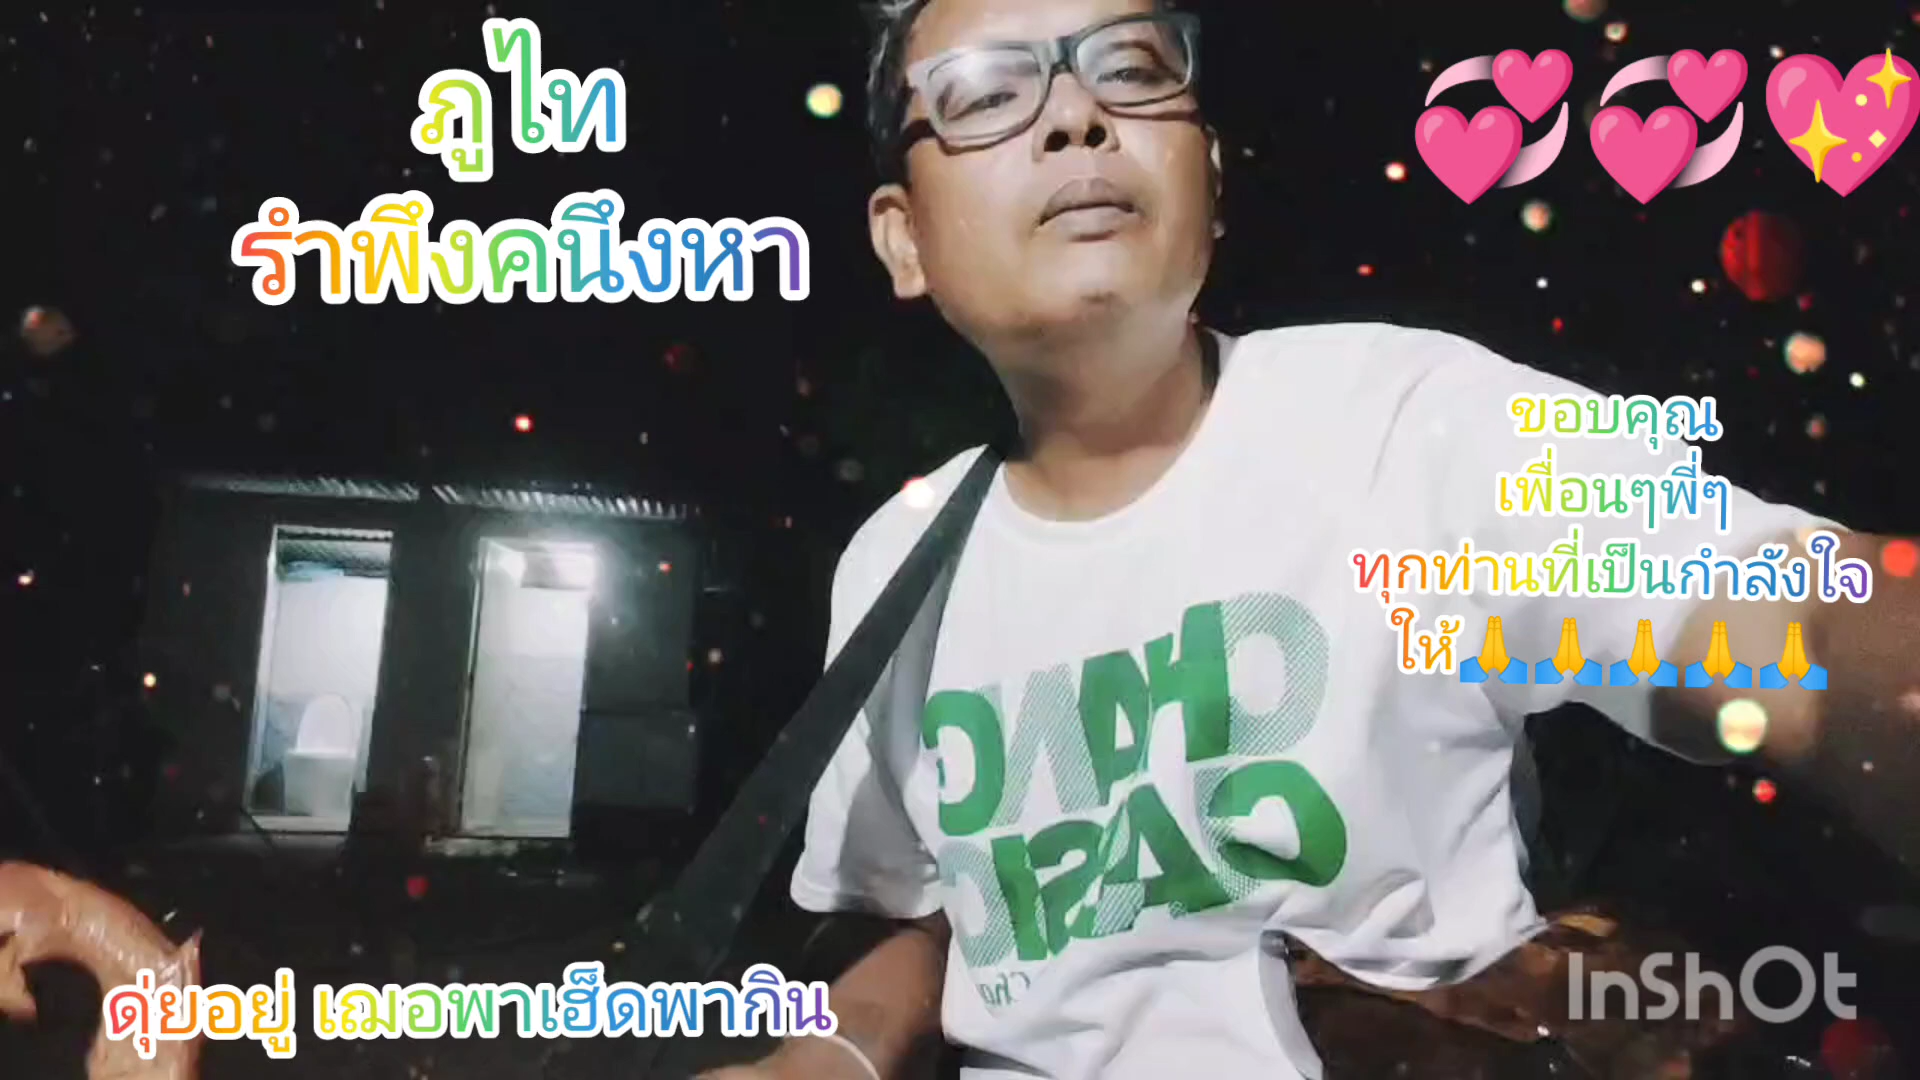 ภูไท
รำพึงคนึงหา
ขอบคุณ
เพื่อนๆพี่ๆ
ทุกท่านที่เป็นกำลังใจ
ให้🙏🙏🙏🙏🙏
CHANG
CLASSIC
Cha
ดุ่ยอยู่ เฌอพาเฮ็ดพากิน
InShOt